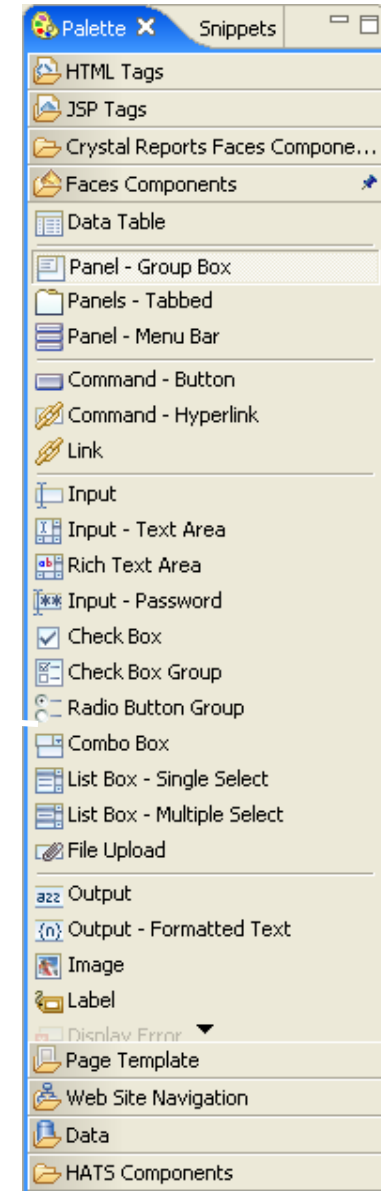 Palette Snippets
HTML Tags
JSP Tags
Crystal Reports Faces Compone...
Faces Components
Data Table
Panel - Group Box
Panels - Tabbed
Panel - Menu Bar
Command - Button
Command - Hyperlink
Link
Input
Input - Text Area
Rich Text Area
Input - Password
Check Box
Check Box Group
Radio Button Group
Combo Box
List Box - Single Select
List Box - Multiple Select
File Upload
Output
Output - Formatted Text
Image
Label
Display Error
Page Template
Web Site Navigation
Data
HATS Components